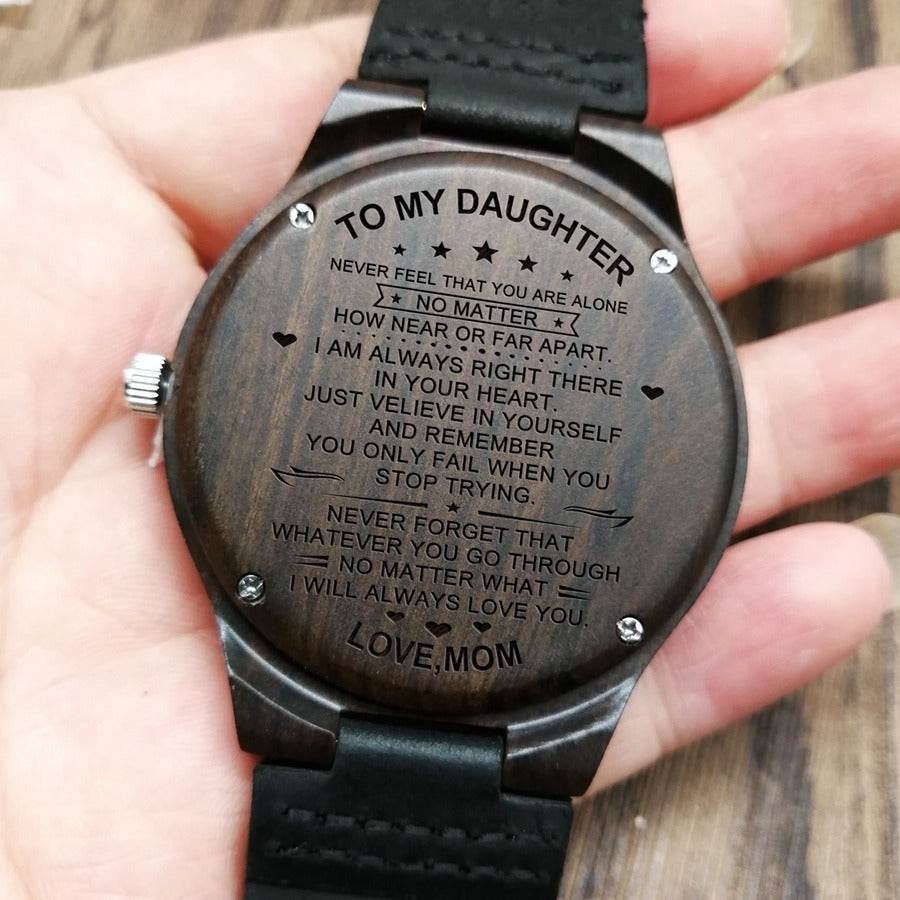 TO MY DAUGHTER
NEVER FEEL THAT YOU ARE ALONE
NO MATTER
HOW NEAR OR FAR APART.
I AM ALWAYS RIGHT THERE
IN YOUR HEART.
JUST VELIEVE IN YOURSELF
AND REMEMBER
YOU ONLY FAIL WHEN YOU
STOP TRYING.
NEVER FORGET THAT
WHATEVER YOU GO THROUGH
NO MATTER WHAT
I WILL ALWAYS LOVE YOU.
LOVE,MOM